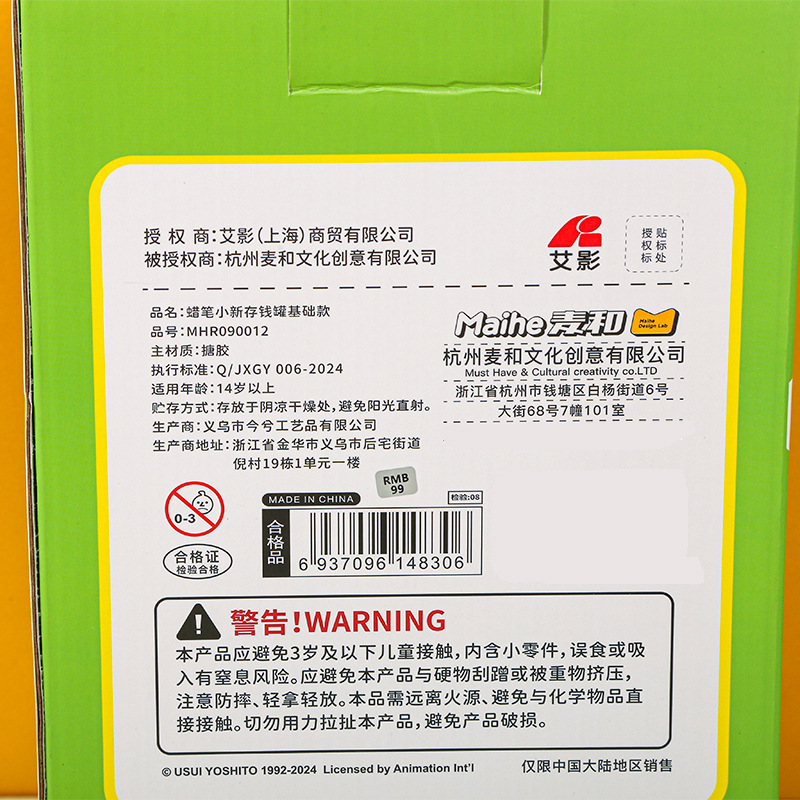 授 权 商：艾影（上海）商贸有限公司
被授权商：杭州麦和文化创意有限公司
艾影
授权标
贴标处
品名：蜡笔小新存钱罐基础款
品号：MHR090012
主材质：搪胶
执行标准：Q/JXGY 006-2024
适用年龄：14岁以上
贮存方式：存放于阴凉干燥处，避免阳光直射。
生产商：义乌市今兮工艺品有限公司
生产商地址：浙江省金华市义乌市后宅街道
倪村19栋1单元一楼
Maihe 麦和
Maihe
Design Lab
杭州麦和文化创意有限公司
Must Have & Cultural creativity co.LTD
浙江省杭州市钱塘区白杨街道6号
大街68号7幢101室
0-3
合格证
检验合格
RMB
99
MADE IN CHINA
检验:08
合格品
6 937096 148306
警告！WARNING
本产品应避免3岁及以下儿童接触，内含小零件，误食或吸
入有窒息风险。应避免本产品与硬物刮蹭或被重物挤压，
注意防摔、轻拿轻放。本品需远离火源、避免与化学物品直
接接触。切勿用力拉扯本产品，避免产品破损。
© USUI YOSHITO 1992-2024 Licensed by Animation Int'l
仅限中国大陆地区销售